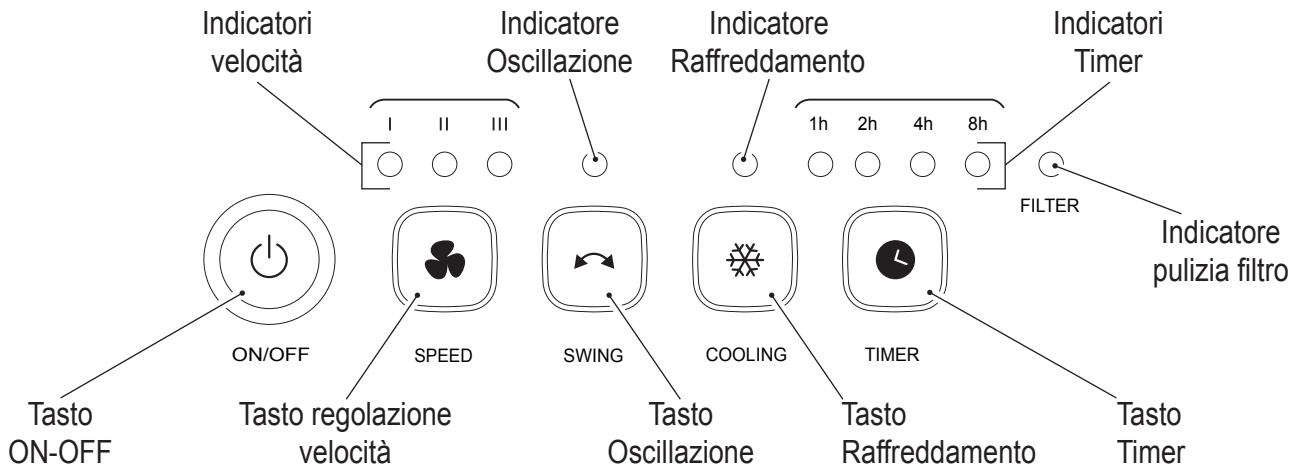 Indicatori
velocità
Indicatore
Oscillazione
Indicatore
Raffreddamento
Indicatori
Timer
I II III
1h 2h 4h 8h
FILTER
Indicatore
pulizia filtro
ON/OFF SPEED SWING COOLING TIMER
Tasto
ON-OFF
Tasto regolazione
velocità
Tasto
Oscillazione
Tasto
Raffreddamento
Tasto
Timer